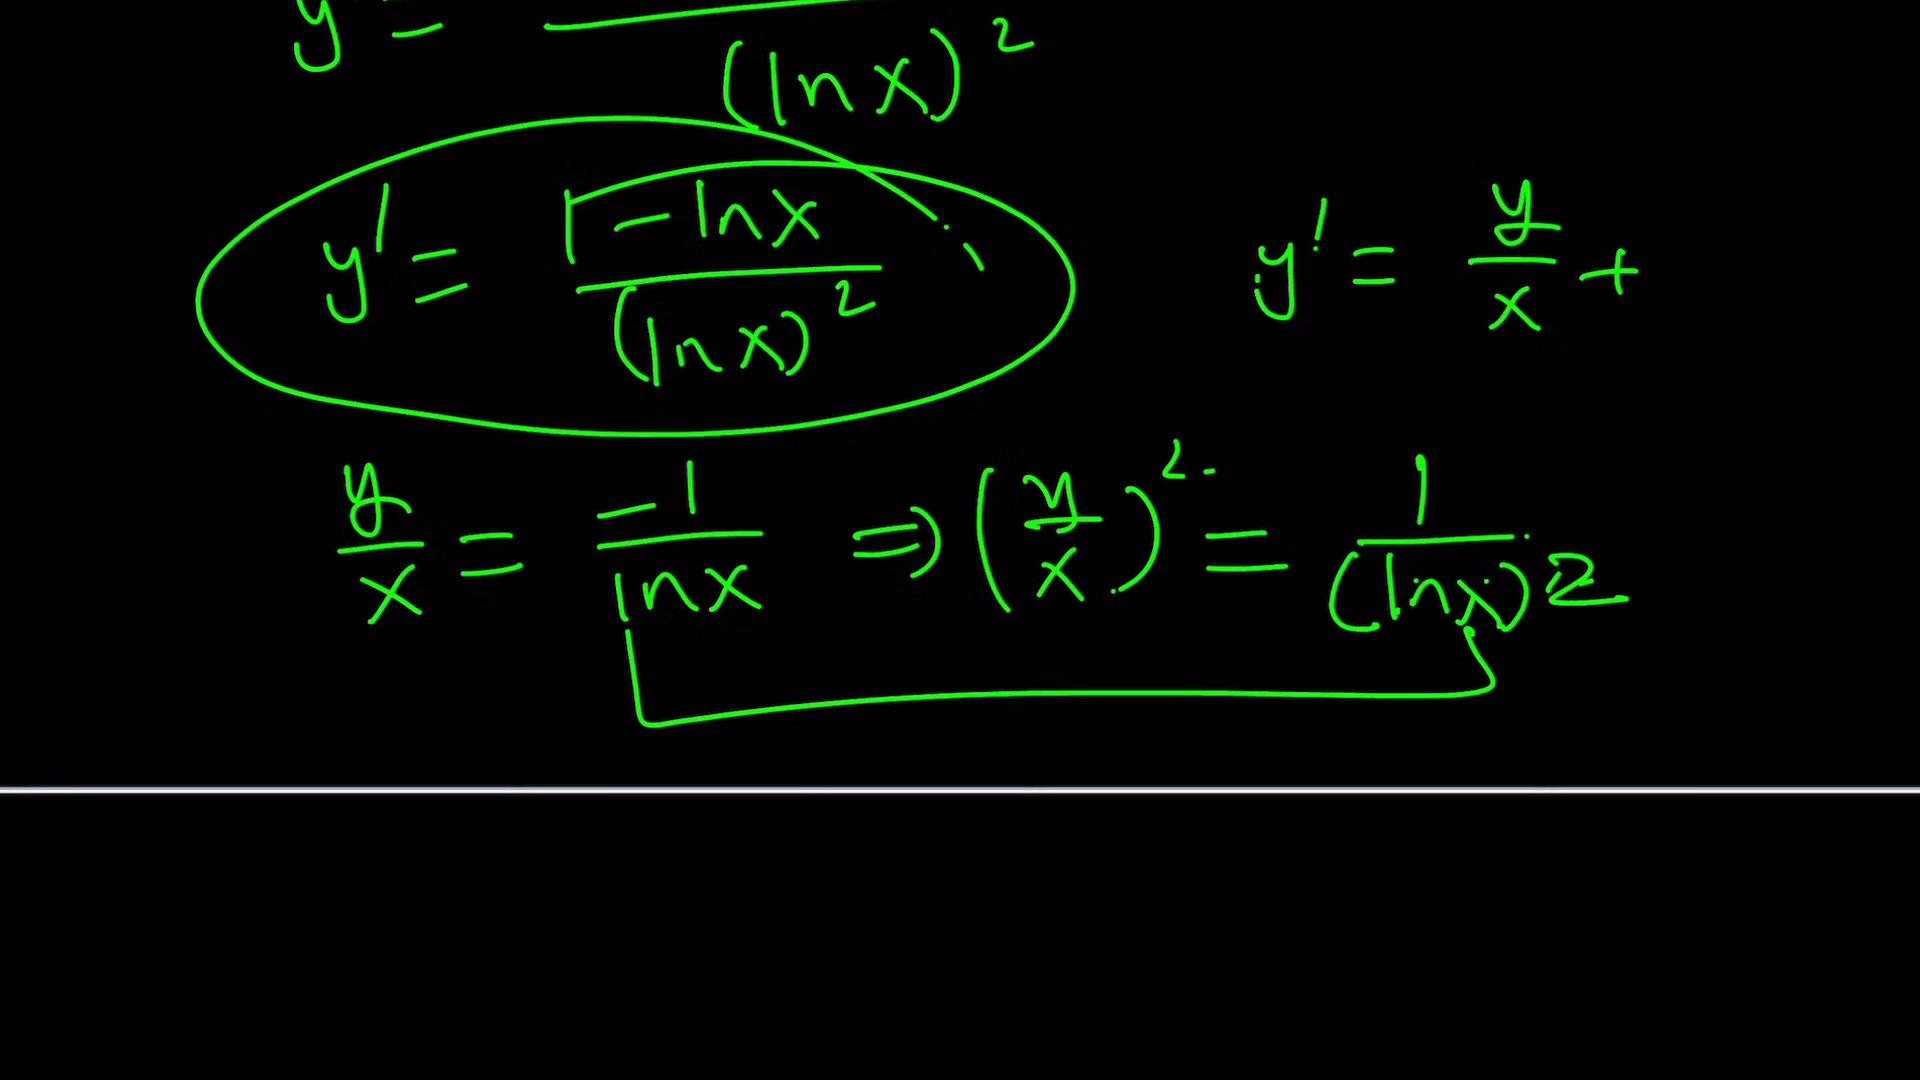 y' = ―
(ln x)²
y' = (1 - ln x)/(ln x)²    y' = y/x +
y/x = -1/ln x ⇒ (y/x)² = 1/(ln x)2